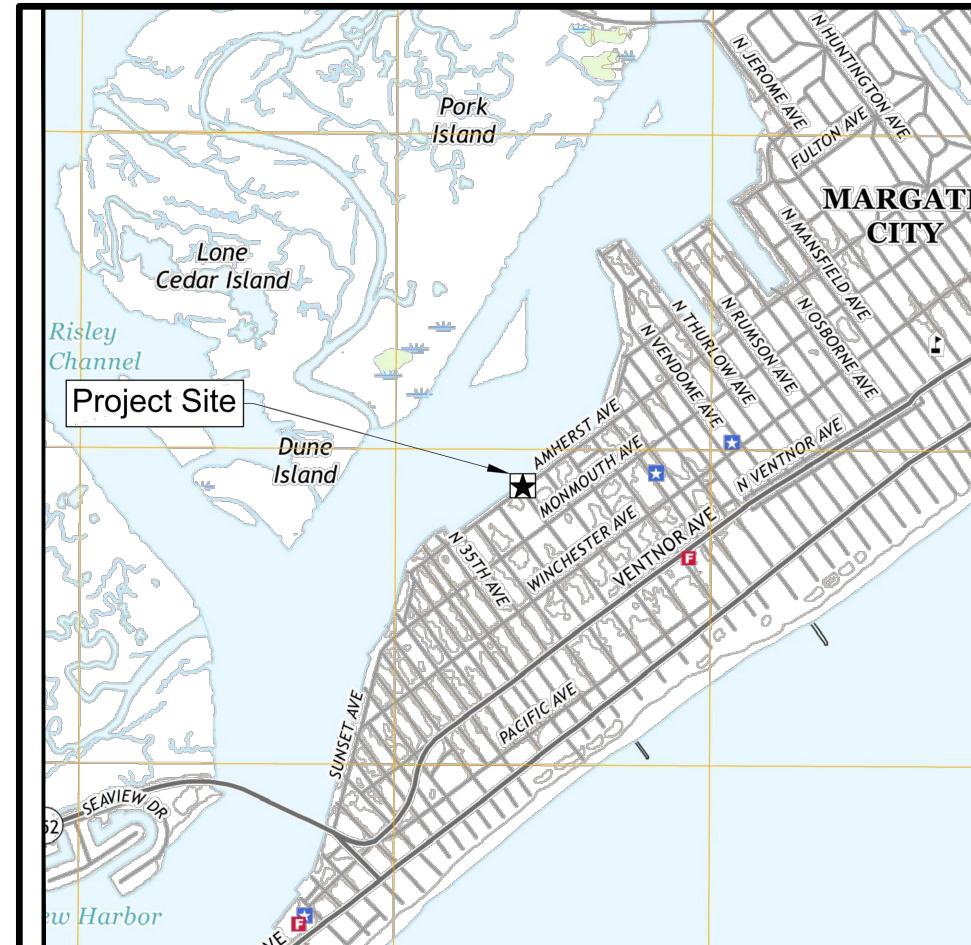 N JEROME AVE
N HUNTINGTON AVE
Pork
Island
FULTON AVE
MARGAT
CITY
N MANSFIELD AVE
Lone
Cedar Island
Risley
Channel
N THURLOW AVE
N RUMSON AVE
N OSBORNE AVE
N VENDOME AVE
Project Site
AMHERST AVE
Dune
Island
MONMOUTH AVE
N VENTNOR AVE
N 35TH AVE
WINCHESTER AVE
VENTNOR AVE
F
PACIFIC AVE
SUNSET AVE
SEAVIEW DR
52
ew Harbor
F
VE